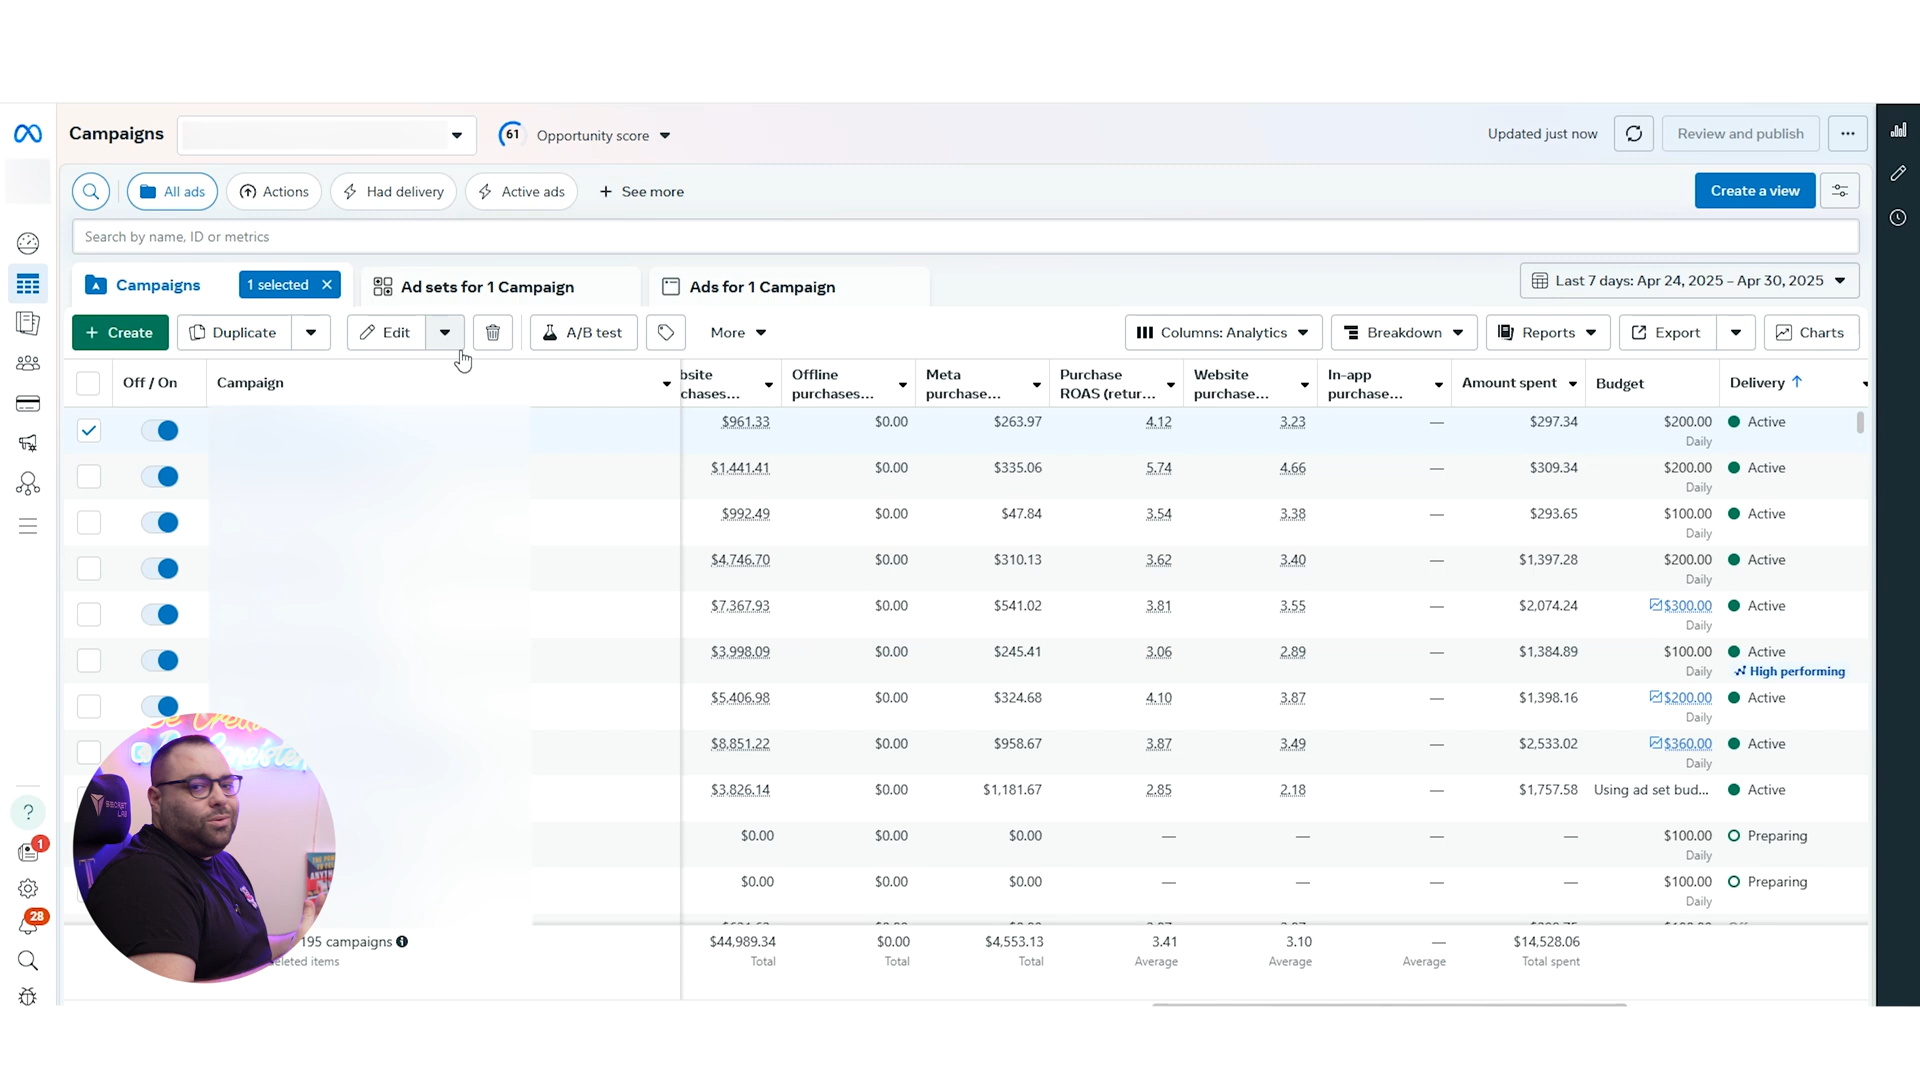 Campaigns
61 Opportunity score
Updated just now
Review and publish
All ads
Actions
Had delivery
Active ads
+ See more
Create a view
Search by name, ID or metrics
Campaigns
1 selected ×
Ad sets for 1 Campaign
Ads for 1 Campaign
Last 7 days: Apr 24, 2025 – Apr 30, 2025
+ Create
Duplicate
Edit
A/B test
More
Columns: Analytics
Breakdown
Reports
Export
Charts
Off / On
Campaign
bsite
chases...
Offline
purchases...
Meta
purchase...
Purchase
ROAS (retur...
Website
purchase...
In-app
purchase...
Amount spent
Budget
Delivery ↑
$961.33 $0.00 $263.97 4.12 3.23 — $297.34 $200.00 Active
Daily
$1,441.41 $0.00 $335.06 5.74 4.66 — $309.34 $200.00 Active
Daily
$992.49 $0.00 $47.84 3.54 3.38 — $293.65 $100.00 Active
Daily
$4,746.70 $0.00 $310.13 3.62 3.40 — $1,397.28 $200.00 Active
Daily
$7,367.93 $0.00 $541.02 3.81 3.55 — $2,074.24 $300.00 Active
Daily
$3,998.09 $0.00 $245.41 3.06 2.89 — $1,384.89 $100.00 Active
Daily High performing
$5,406.98 $0.00 $324.68 4.10 3.87 — $1,398.16 $200.00 Active
Daily
$8,851.22 $0.00 $958.67 3.87 3.49 — $2,533.02 $360.00 Active
Daily
$3,826.14 $0.00 $1,181.67 2.85 2.18 — $1,757.58 Using ad set bud... Active
$0.00 $0.00 $0.00 — — — — $100.00 Preparing
Daily
$0.00 $0.00 $0.00 — — — — $100.00 Preparing
Daily
195 campaigns
eleted items
$44,989.34 $0.00 $4,553.13 3.41 3.10 — $14,528.06
Total Total Total Average Average Average Total spent
?
1
28
SECRET
LAB